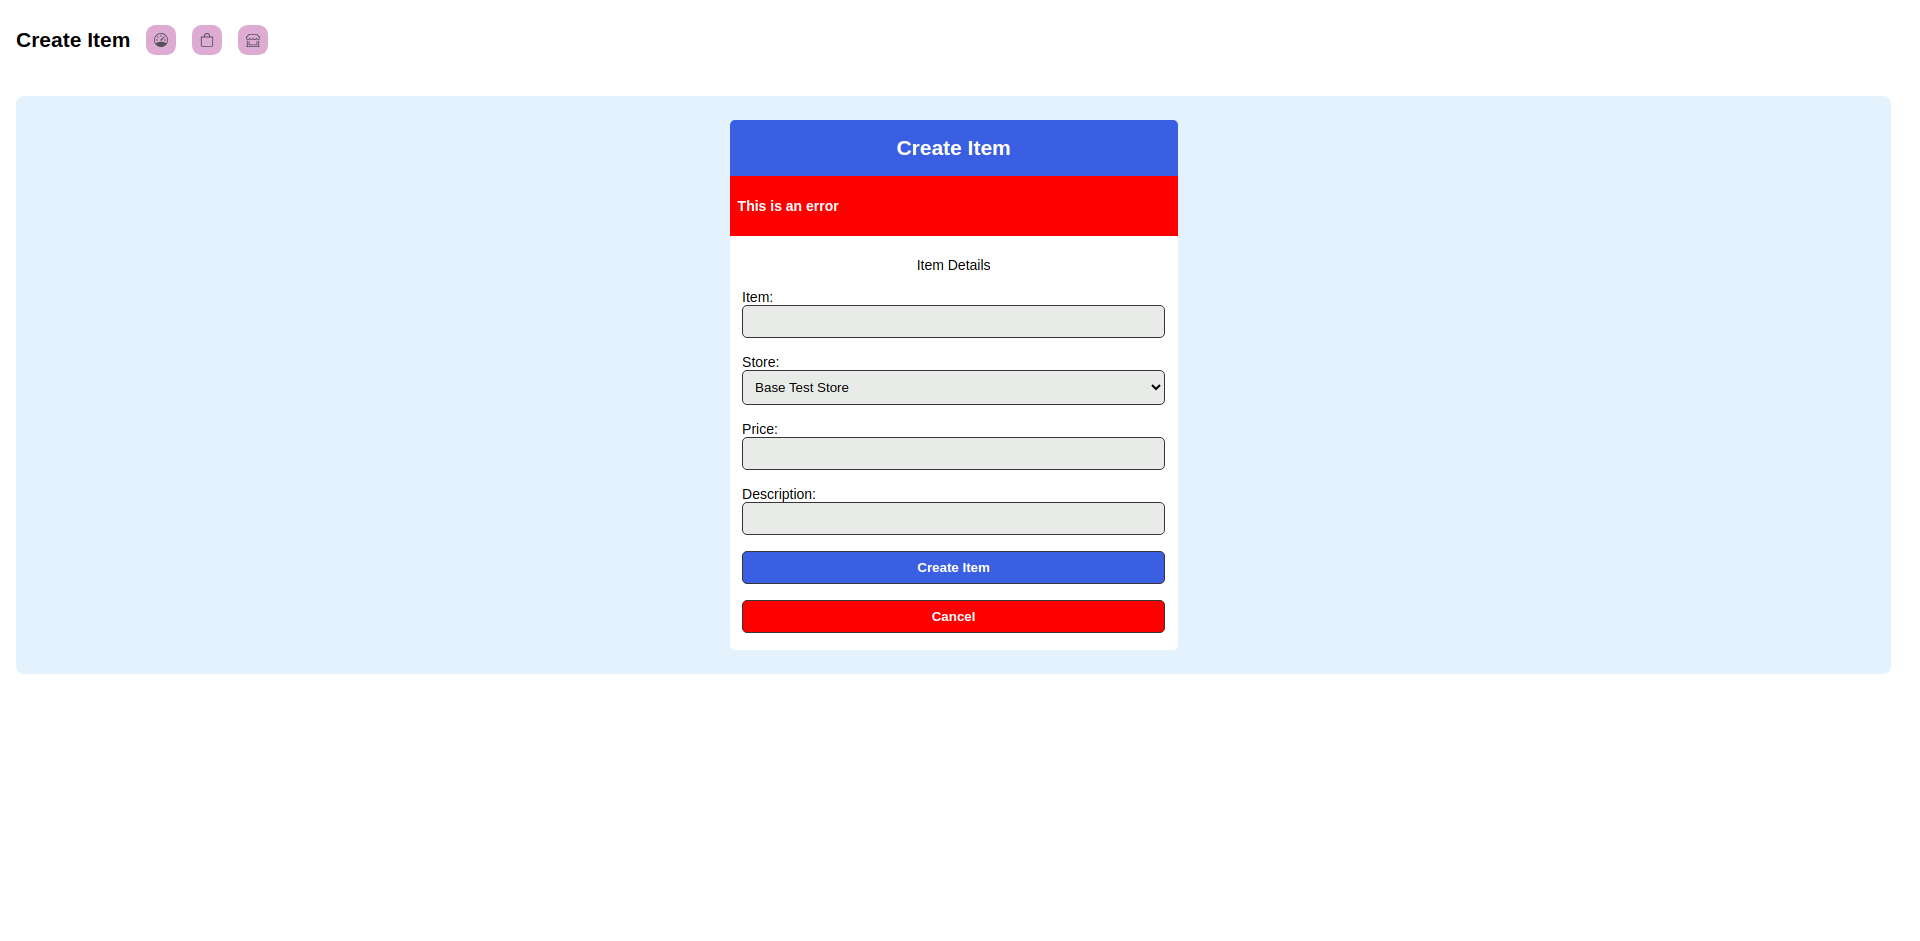 Create Item
Create Item
This is an error
Item Details
Item:
Store:
Base Test Store
Price:
Description:
Create Item
Cancel